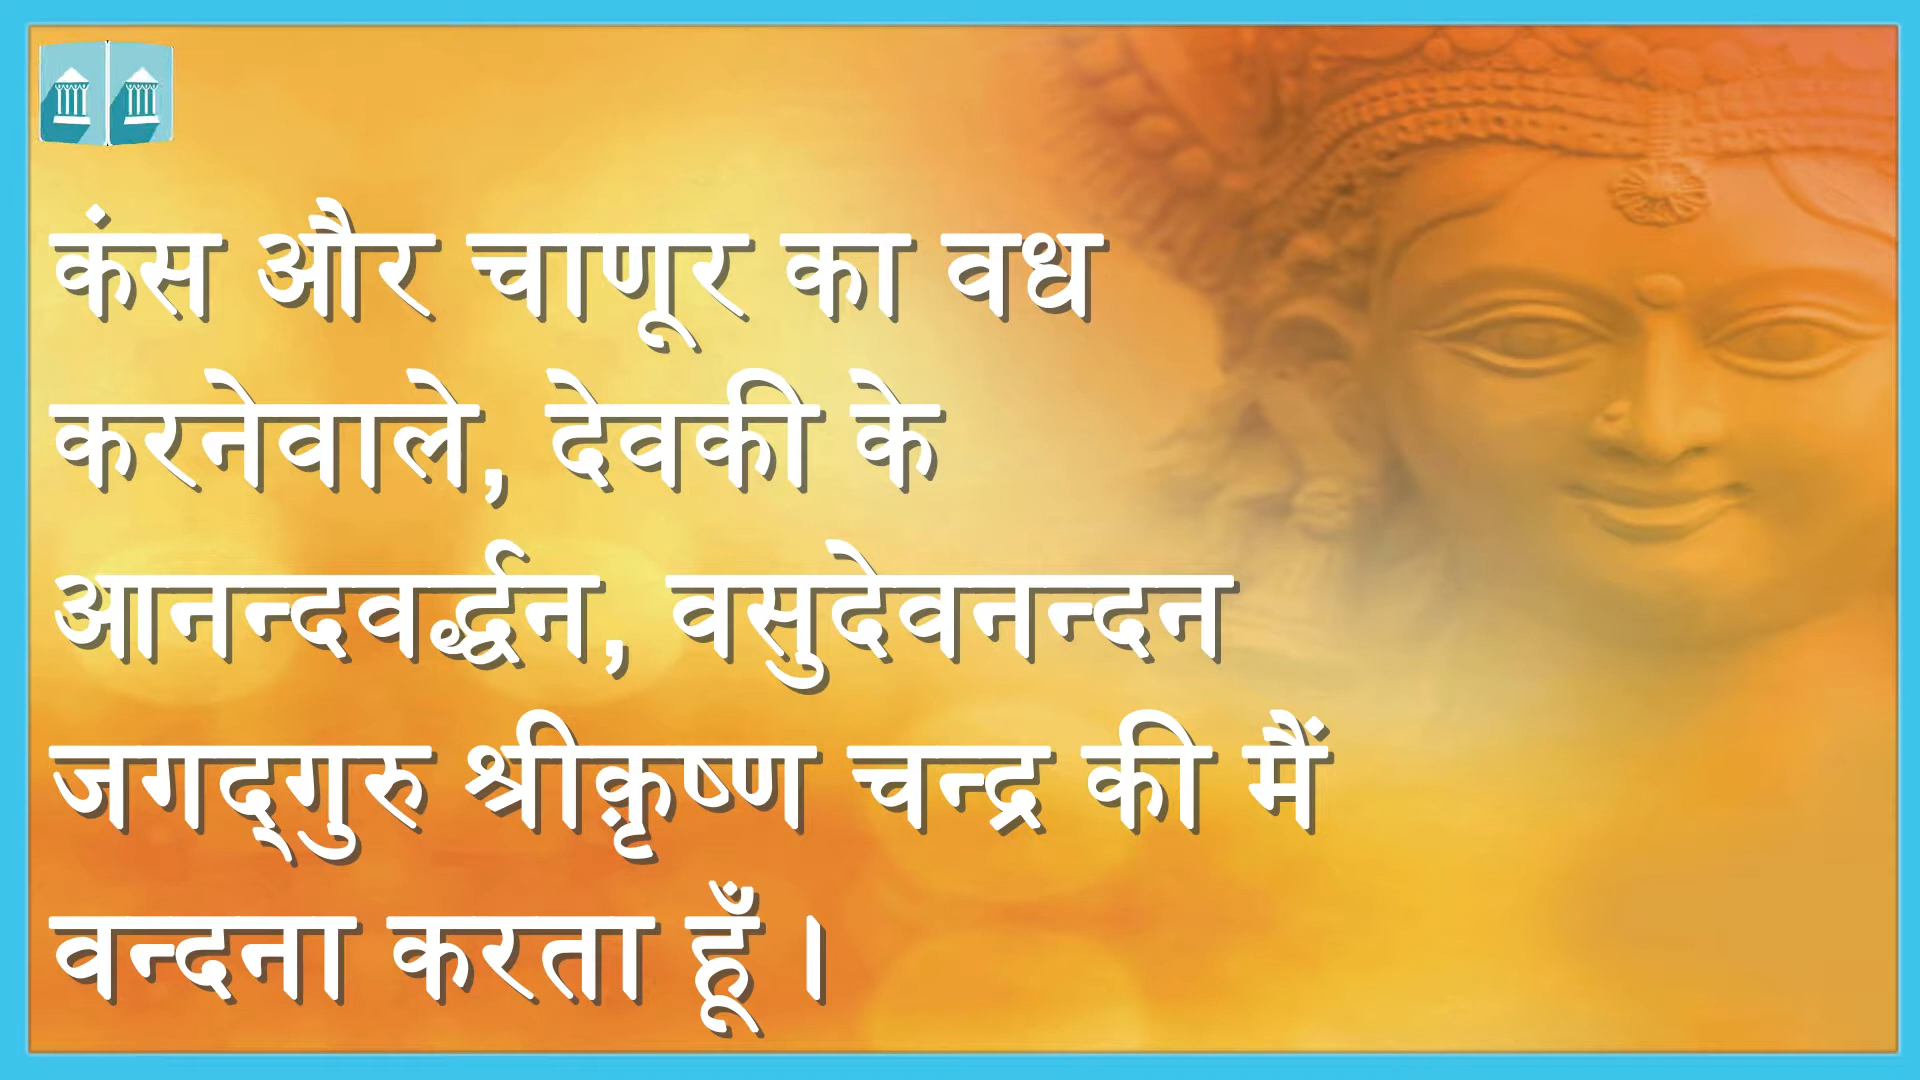 कंस और चाणूर का वध
करनेवाले, देवकी के
आनन्दवर्द्धन, वसुदेवनन्दन
जगद्गुरु श्रीकृष्ण चन्द्र की मैं
वन्दना करता हूँ ।